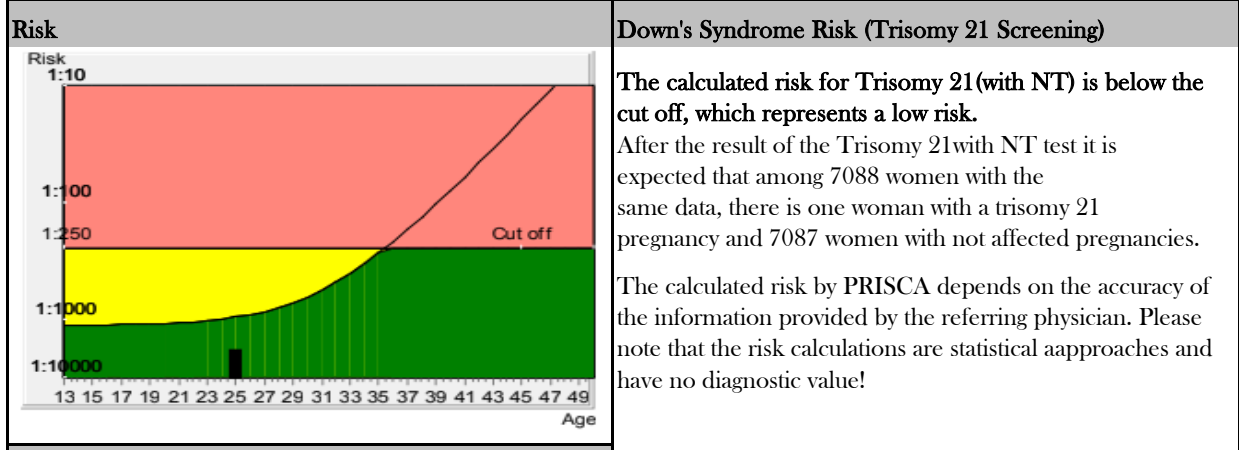 Risk
Risk
1:10
1:100
1:250
Cut off
1:1000
1:10000
13 15 17 19 21 23 25 27 29 31 33 35 37 39 41 43 45 47 49
Age
Down's Syndrome Risk (Trisomy 21 Screening)
The calculated risk for Trisomy 21(with NT) is below the
cut off, which represents a low risk.
After the result of the Trisomy 21with NT test it is
expected that among 7088 women with the
same data, there is one woman with a trisomy 21
pregnancy and 7087 women with not affected pregnancies.
The calculated risk by PRISCA depends on the accuracy of
the information provided by the referring physician. Please
note that the risk calculations are statistical aapproaches and
have no diagnostic value!